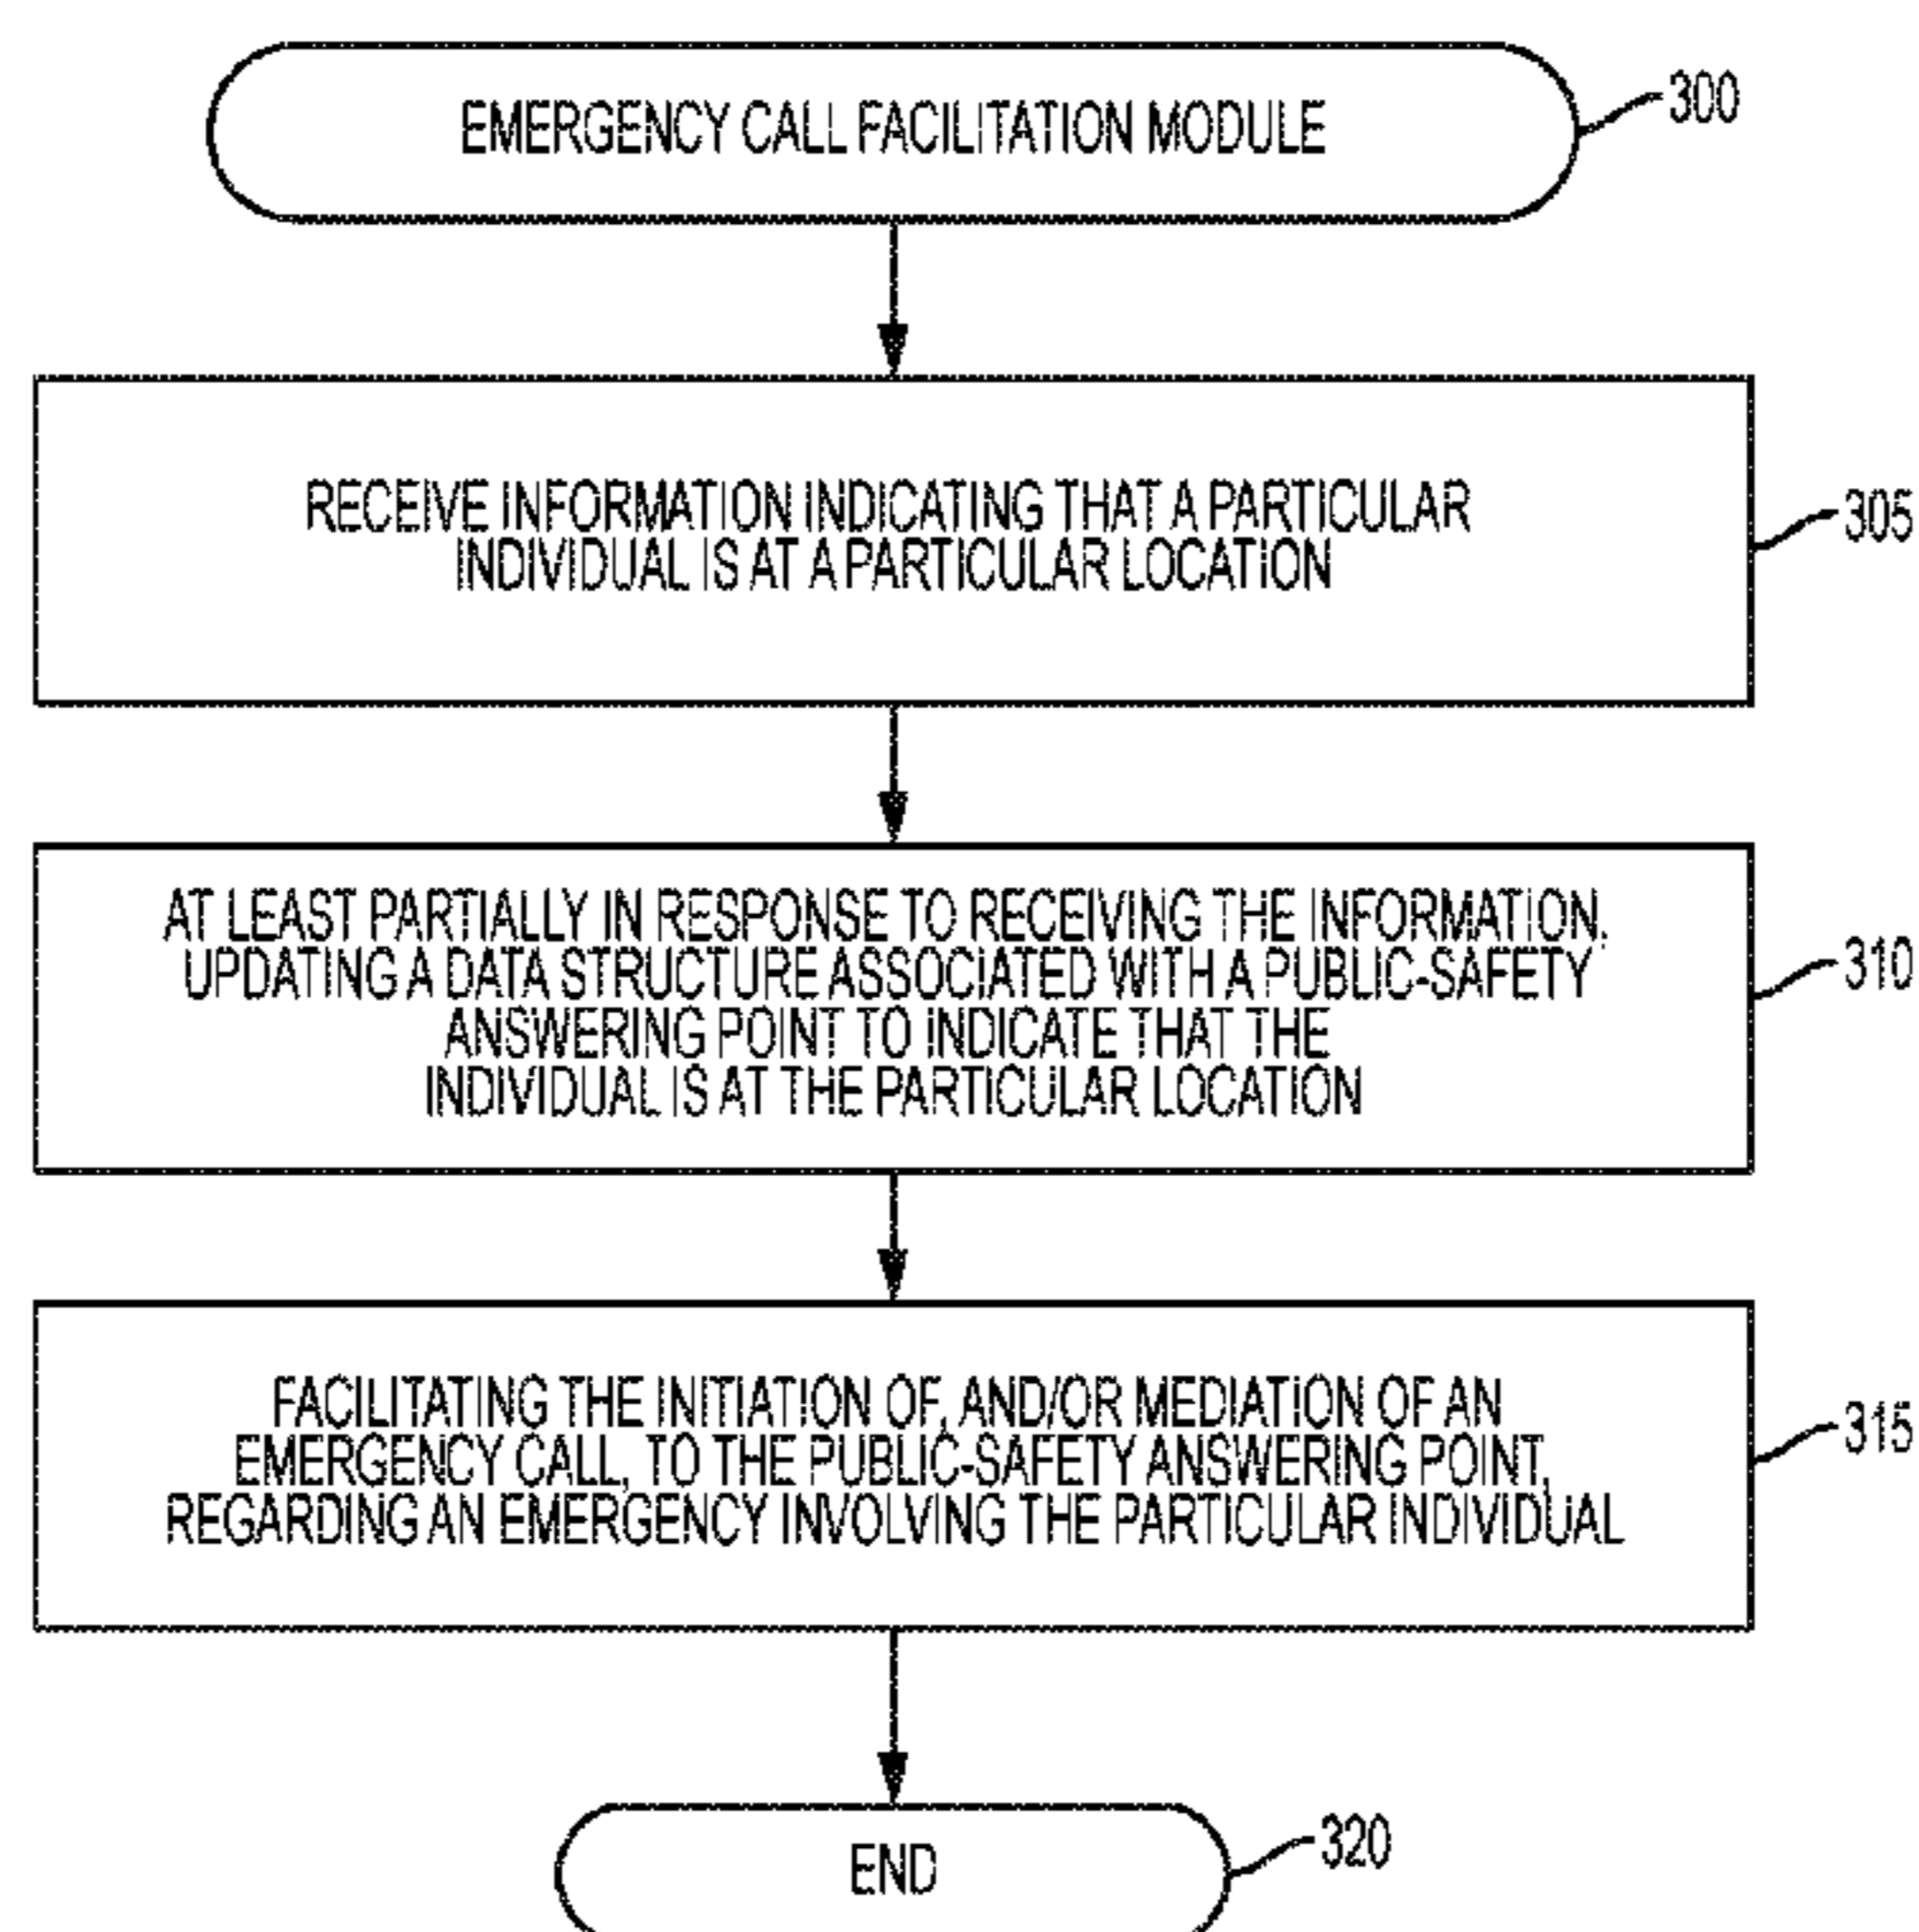 EMERGENCY CALL FACILITATION MODULE
300
RECEIVE INFORMATION INDICATING THAT A PARTICULAR
INDIVIDUAL IS AT A PARTICULAR LOCATION
305
AT LEAST PARTIALLY IN RESPONSE TO RECEIVING THE INFORMATION,
UPDATING A DATA STRUCTURE ASSOCIATED WITH A PUBLIC-SAFETY
ANSWERING POINT TO INDICATE THAT THE
INDIVIDUAL IS AT THE PARTICULAR LOCATION
310
FACILITATING THE INITIATION OF, AND/OR MEDIATION OF AN
EMERGENCY CALL, TO THE PUBLIC-SAFETY ANSWERING POINT,
REGARDING AN EMERGENCY INVOLVING THE PARTICULAR INDIVIDUAL
315
END
320